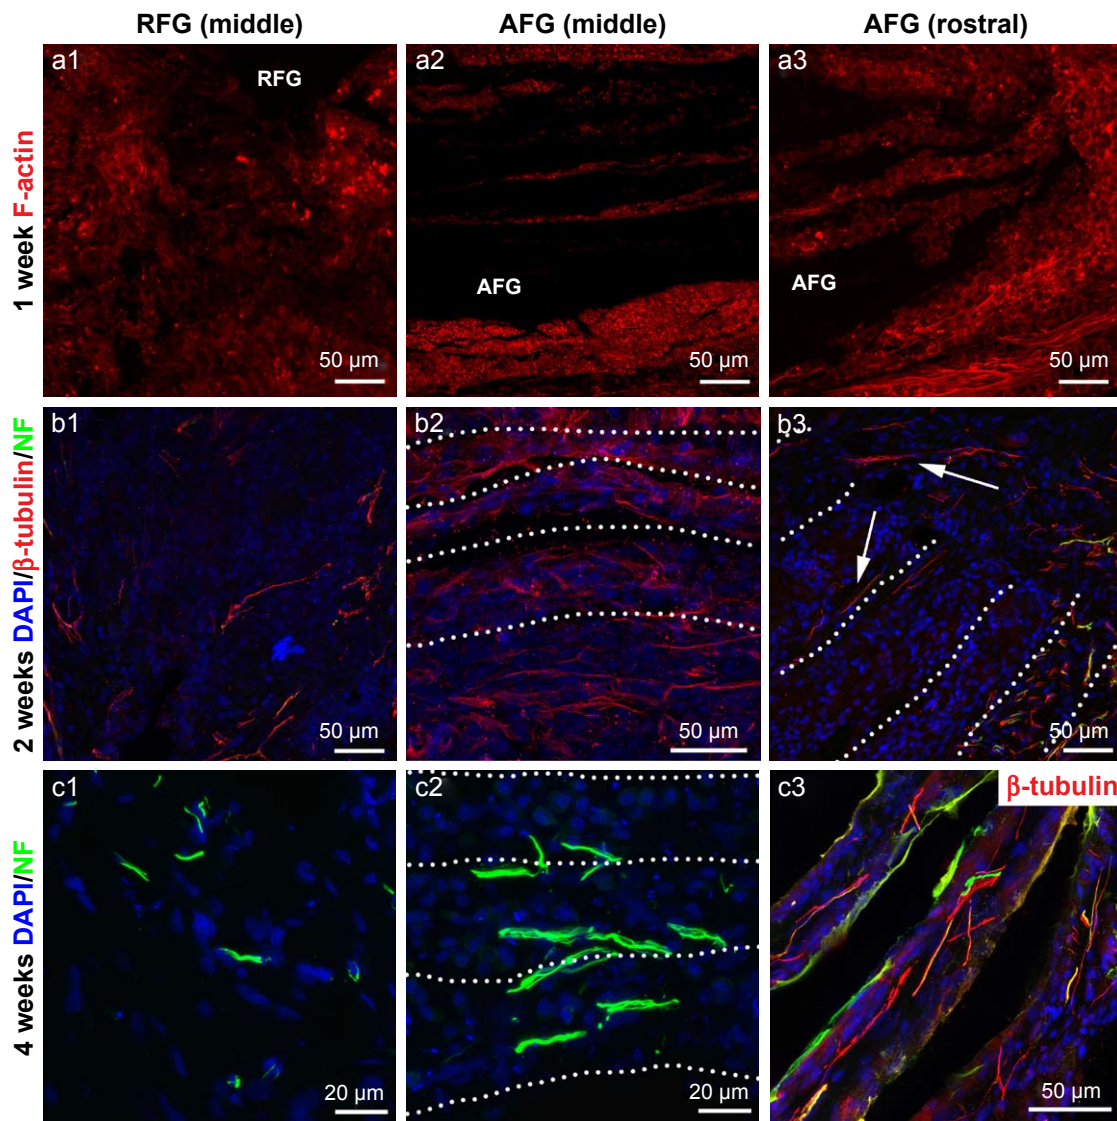 RFG (middle) AFG (middle) AFG (rostral)
1 week F-actin
a1 RFG 50 µm
a2 AFG 50 µm
a3 AFG 50 µm
2 weeks DAPI/β-tubulin/NF
b1 50 µm
b2 50 µm
b3 50 µm
4 weeks DAPI/NF
c1 20 µm
c2 20 µm
c3 β-tubulin 50 µm